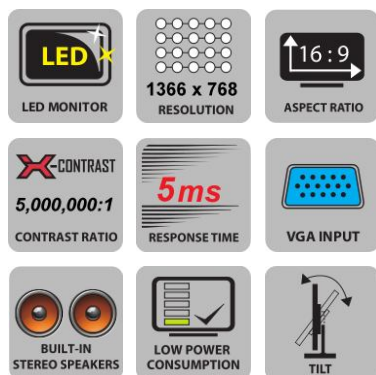 LED
LED MONITOR
1366 x 768
RESOLUTION
16:9
ASPECT RATIO
X-CONTRAST
5,000,000:1
CONTRAST RATIO
5ms
RESPONSE TIME
VGA INPUT
BUILT-IN
STEREO SPEAKERS
LOW POWER
CONSUMPTION
TILT